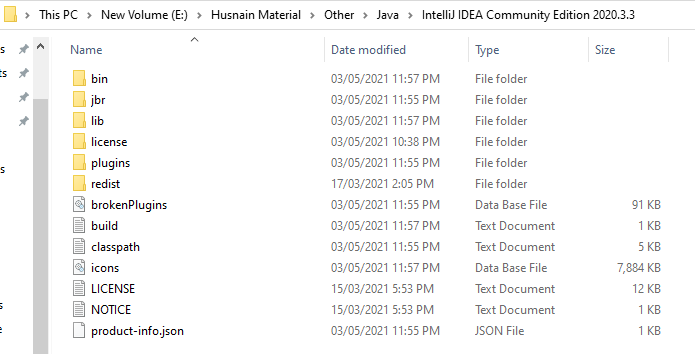 This PC > New Volume (E:) > Husnain Material > Other > Java > IntelliJ IDEA Community Edition 2020.3.3
Name Date modified Type Size
bin 03/05/2021 11:57 PM File folder
jbr 03/05/2021 11:55 PM File folder
lib 03/05/2021 11:57 PM File folder
license 03/05/2021 10:38 PM File folder
plugins 03/05/2021 11:55 PM File folder
redist 17/03/2021 2:05 PM File folder
brokenPlugins 03/05/2021 11:55 PM Data Base File 91 KB
build 03/05/2021 11:57 PM Text Document 1 KB
classpath 03/05/2021 11:55 PM Text Document 5 KB
icons 03/05/2021 11:57 PM Data Base File 7,884 KB
LICENSE 15/03/2021 5:53 PM Text Document 12 KB
NOTICE 15/03/2021 5:53 PM Text Document 1 KB
product-info.json 03/05/2021 11:55 PM JSON File 1 KB